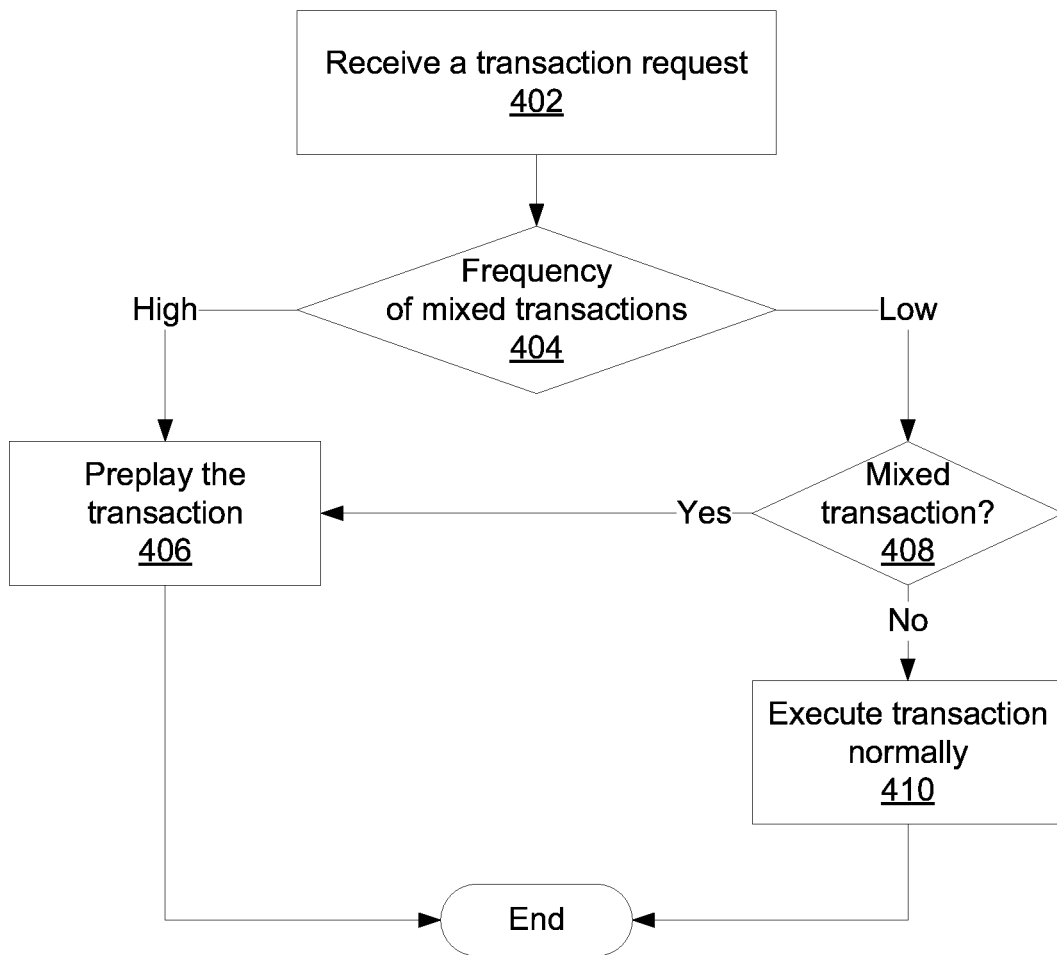 Receive a transaction request
402
Frequency
of mixed transactions
404
High
Low
Preplay the
transaction
406
Yes
Mixed
transaction?
408
No
Execute transaction
normally
410
End